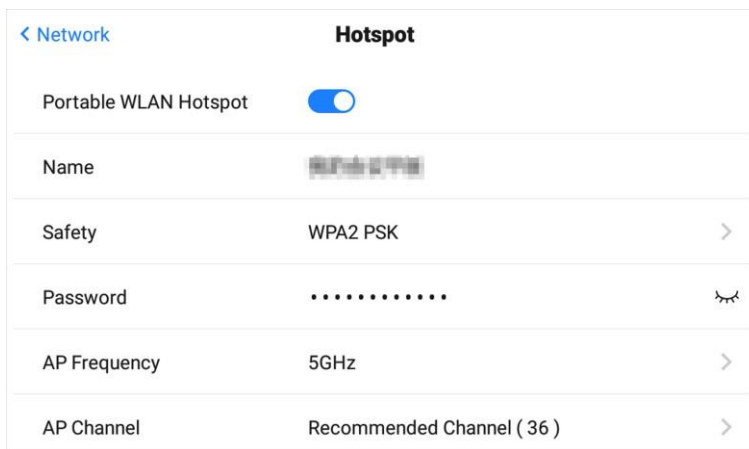 Network
Hotspot
Portable WLAN Hotspot
Name
Safety WPA2 PSK
Password ••••••••••••
AP Frequency 5GHz
AP Channel Recommended Channel ( 36 )